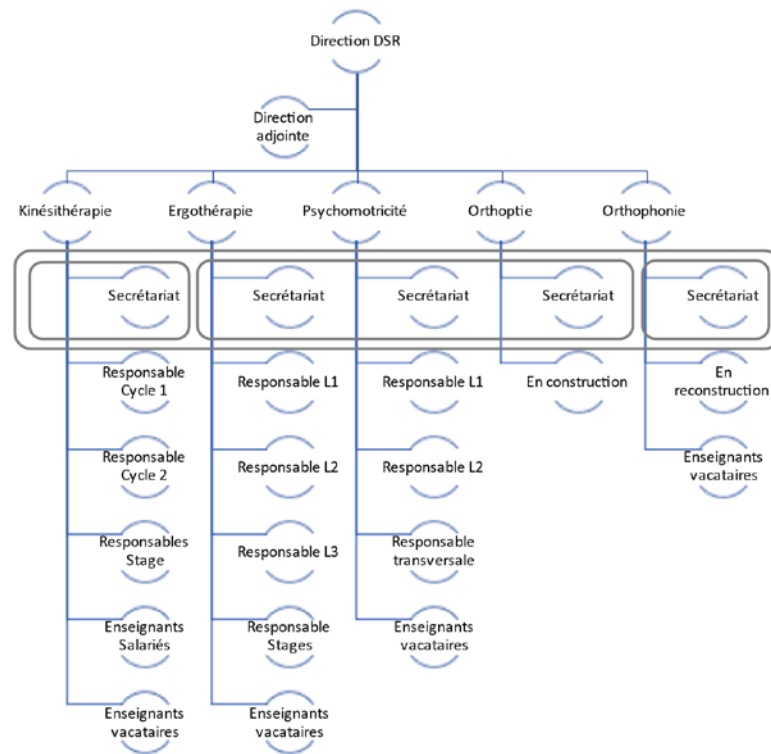 Direction DSR
Direction
adjointe
Kinésithérapie
Ergothérapie
Psychomotricité
Orthoptie
Orthophonie
Secrétariat
Secrétariat
Secrétariat
Secrétariat
Secrétariat
Responsable
Cycle 1
Responsable L1
Responsable L1
En construction
En
reconstruction
Responsable
Cycle 2
Responsable L2
Responsable L2
Enseignants
vacataires
Responsables
Stage
Responsable L3
Responsable
transversale
Enseignants
Salariés
Responsable
Stages
Enseignants
vacataires
Enseignants
vacataires
Enseignants
vacataires